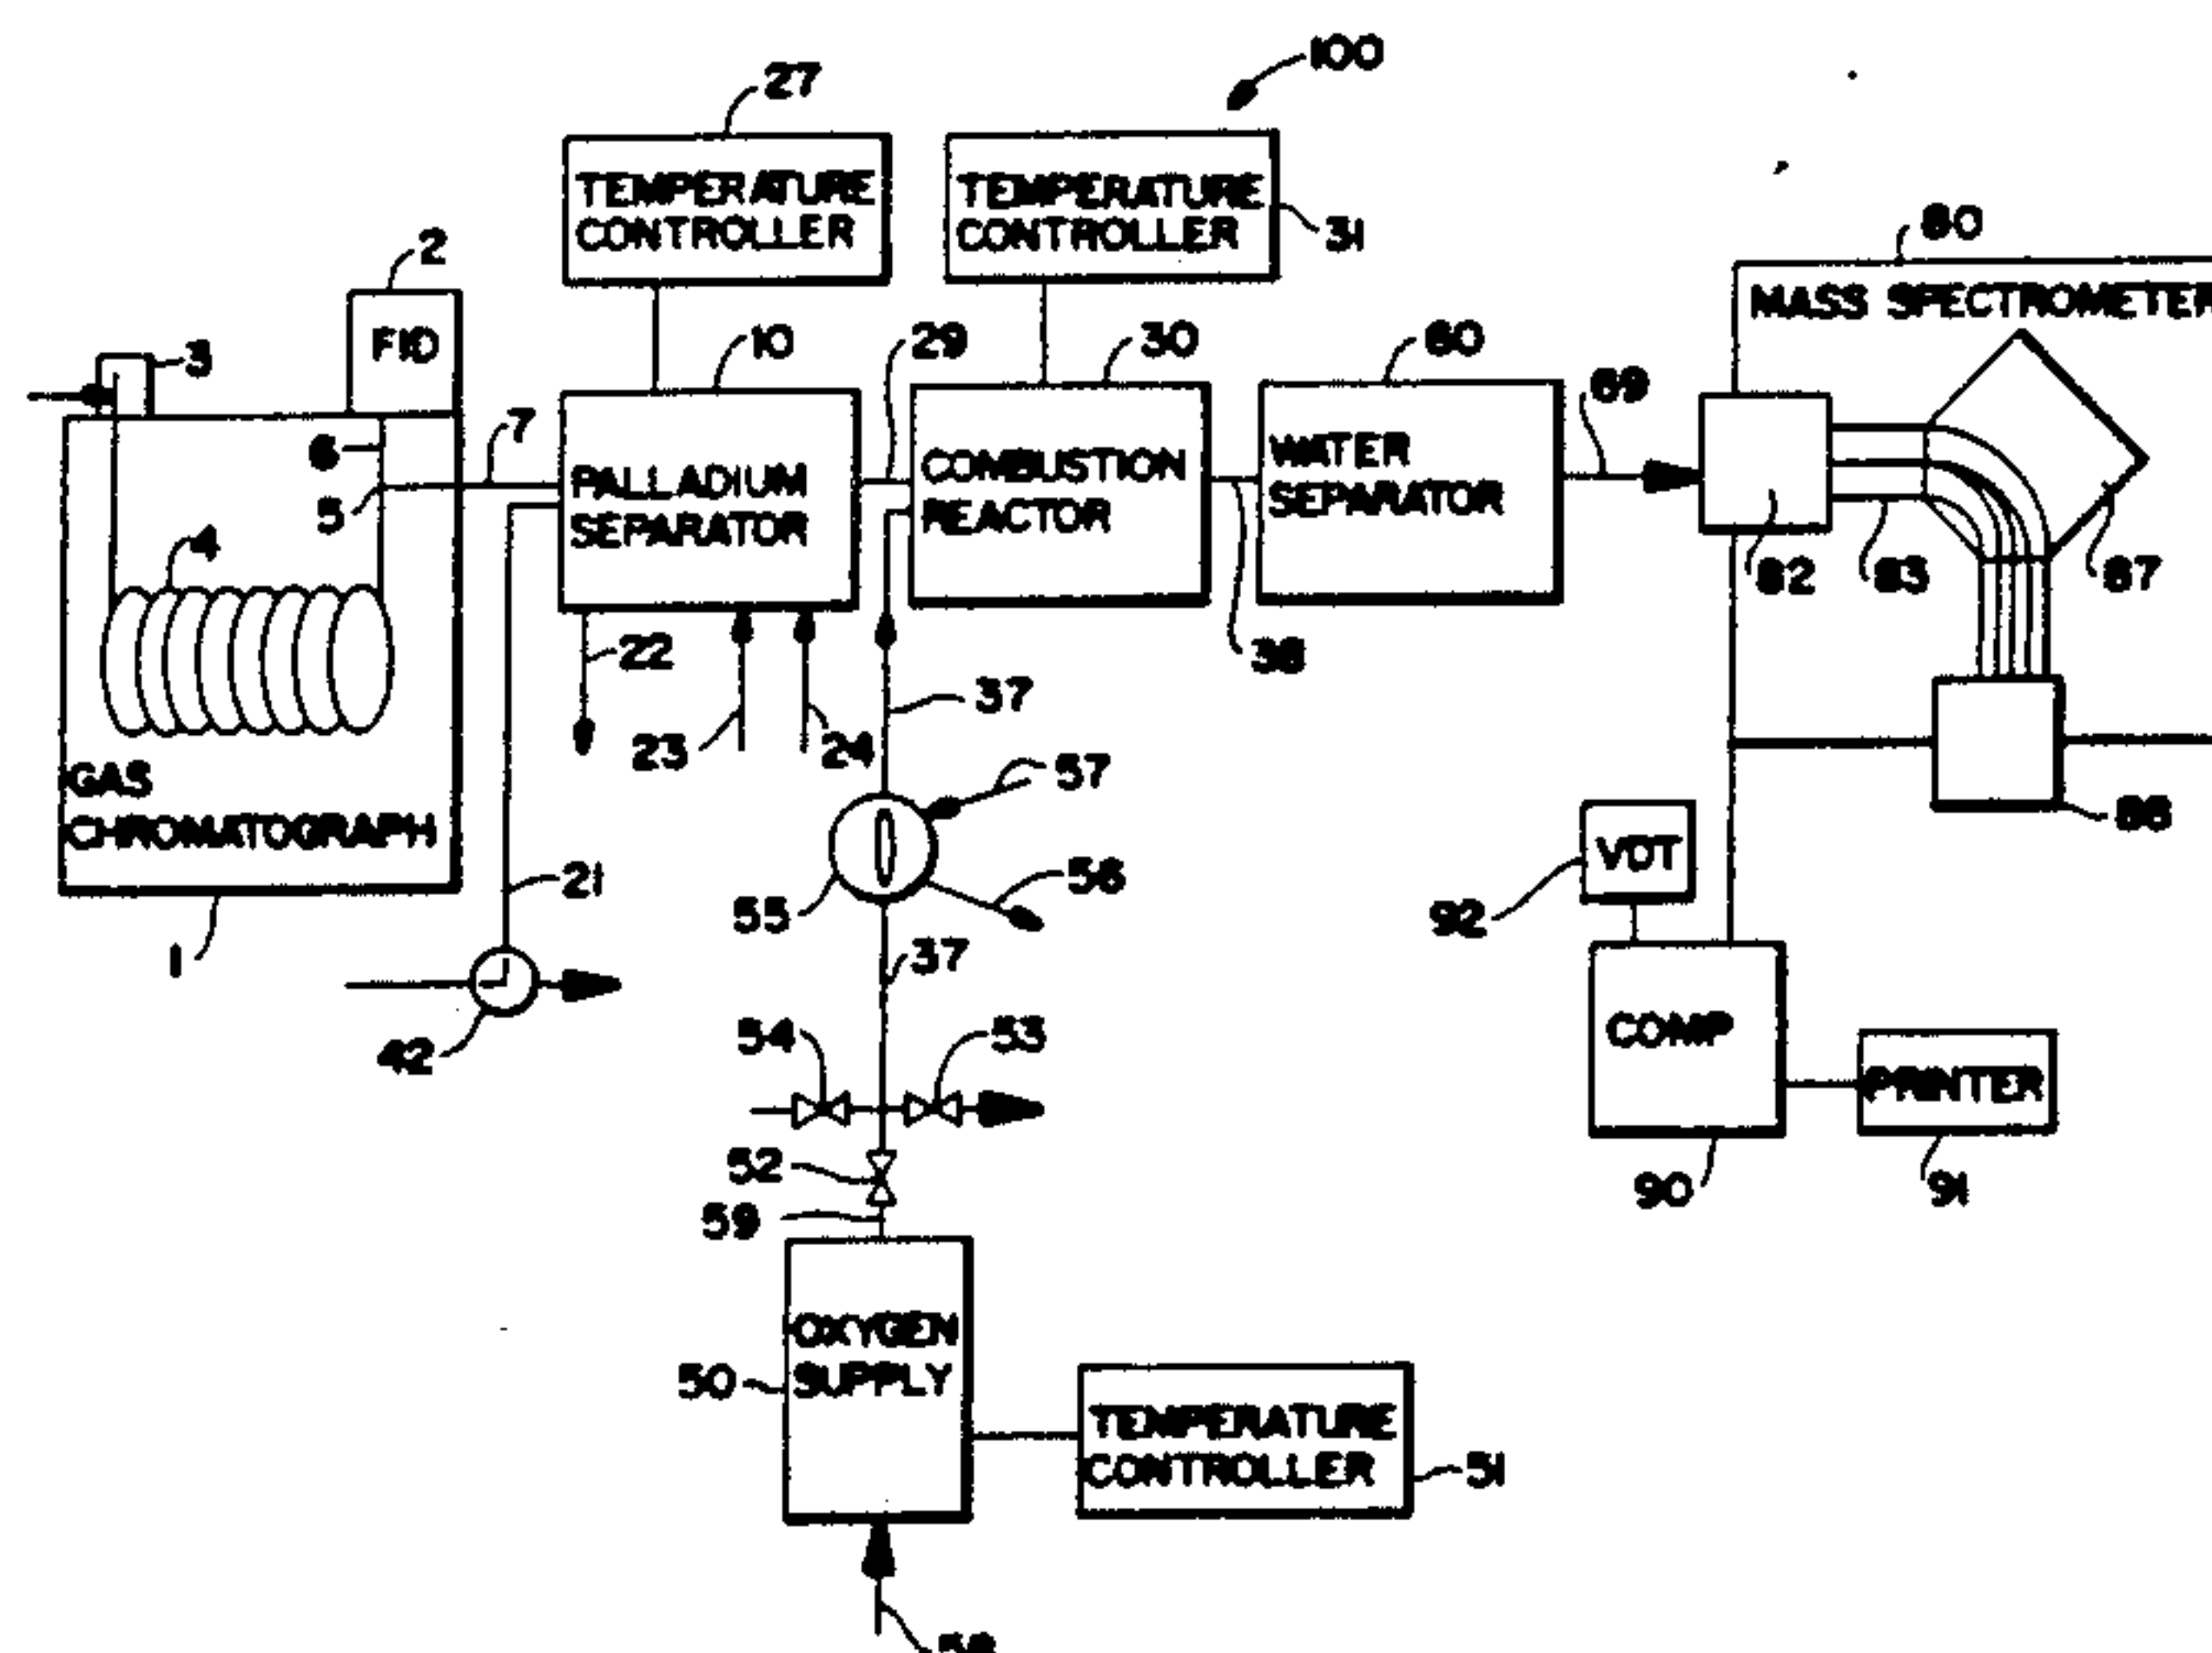 100
27
TEMPERATURE
CONTROLLER
TEMPERATURE
CONTROLLER
31
80
MASS SPECTROMETER
2
FID
3
10
29
30
60
69
7
6
5
4
PALLADIUM
SEPARATOR
COMBUSTION
REACTOR
WATER
SEPARATOR
82
83
87
22
38
23
24
37
57
GAS
CHROMATOGRAPH
1
21
55
56
VDT
92
37
42
54
53
COMP
PRINTER
52
59
90
91
OXYGEN
SUPPLY
50
TEMPERATURE
CONTROLLER
51